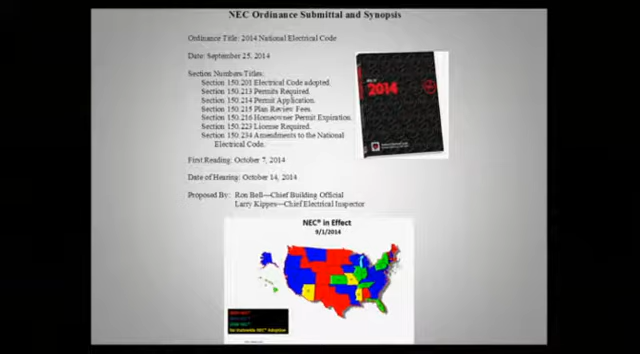 NEC Ordinance Submittal and Synopsis
Ordinance Title: 2014 National Electrical Code
Date: September 25, 2014
Section Numbers/Titles:
Section 150.201 Electrical Code adopted.
Section 150.213 Permits Required.
Section 150.214 Permit Application.
Section 150.215 Plan Review Fees.
Section 150.216 Homeowner Permit Expiration.
Section 150.223 License Required.
Section 150.234 Amendments to the National
Electrical Code.
2014
First Reading: October 7, 2014
Date of Hearing: October 14, 2014
Proposed By: Ron Bell—Chief Building Official
Larry Kippes—Chief Electrical Inspector
NEC® in Effect
9/1/2014
No Statewide NEC® Adoption